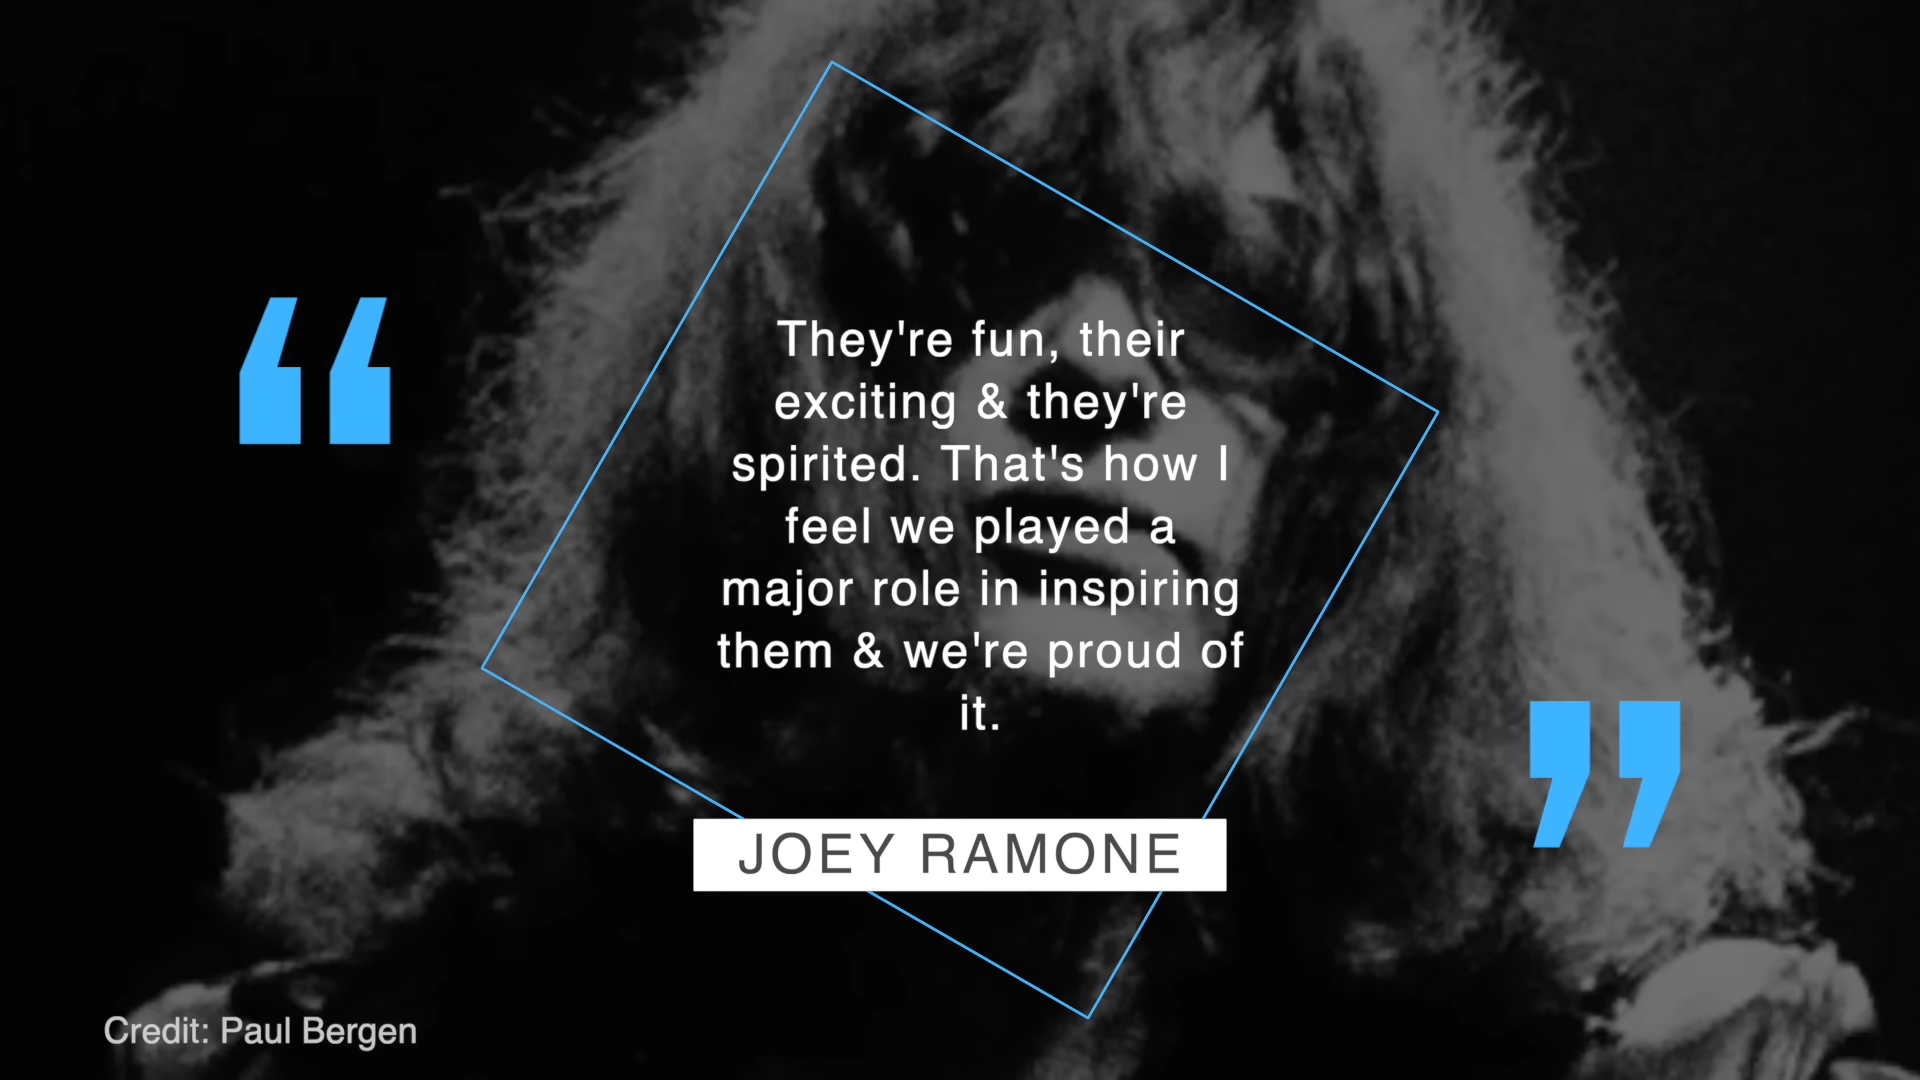 “
They're fun, their
exciting & they're
spirited. That's how I
feel we played a
major role in inspiring
them & we're proud of
it.
”
JOEY RAMONE
Credit: Paul Bergen